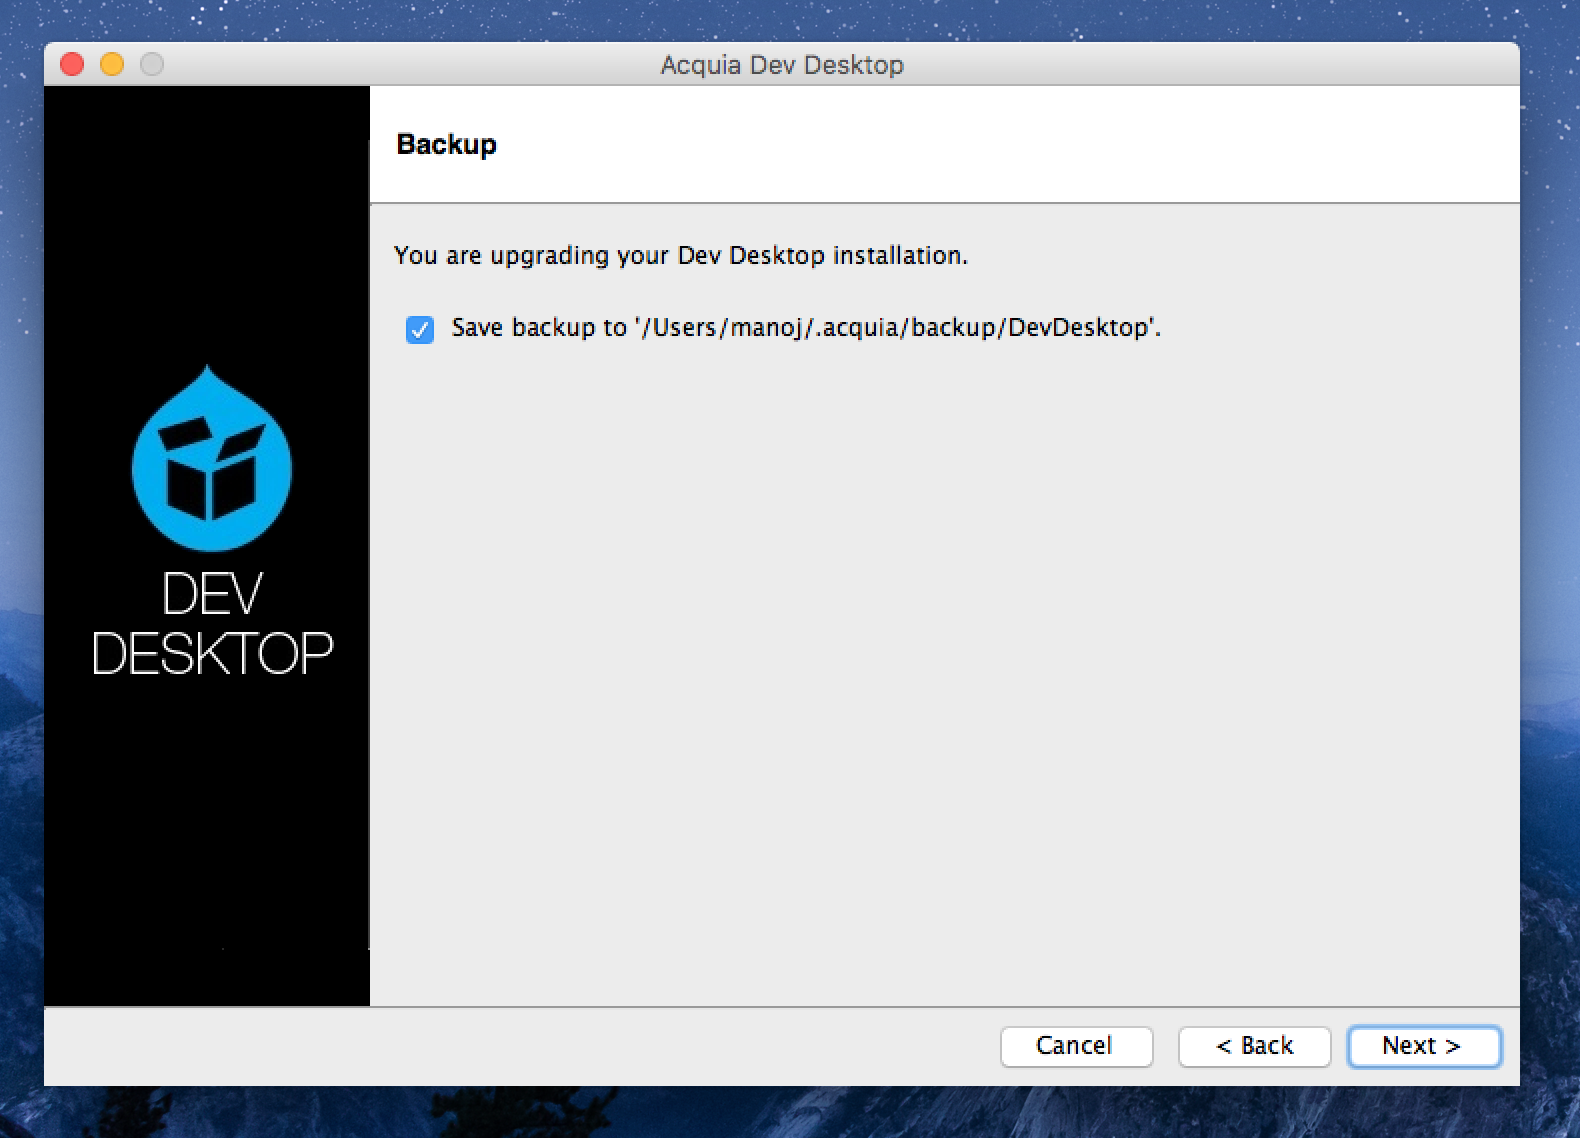 Acquia Dev Desktop
Backup
You are upgrading your Dev Desktop installation.
Save backup to '/Users/manoj/.acquia/backup/DevDesktop'.
DEV
DESKTOP
Cancel
< Back
Next >